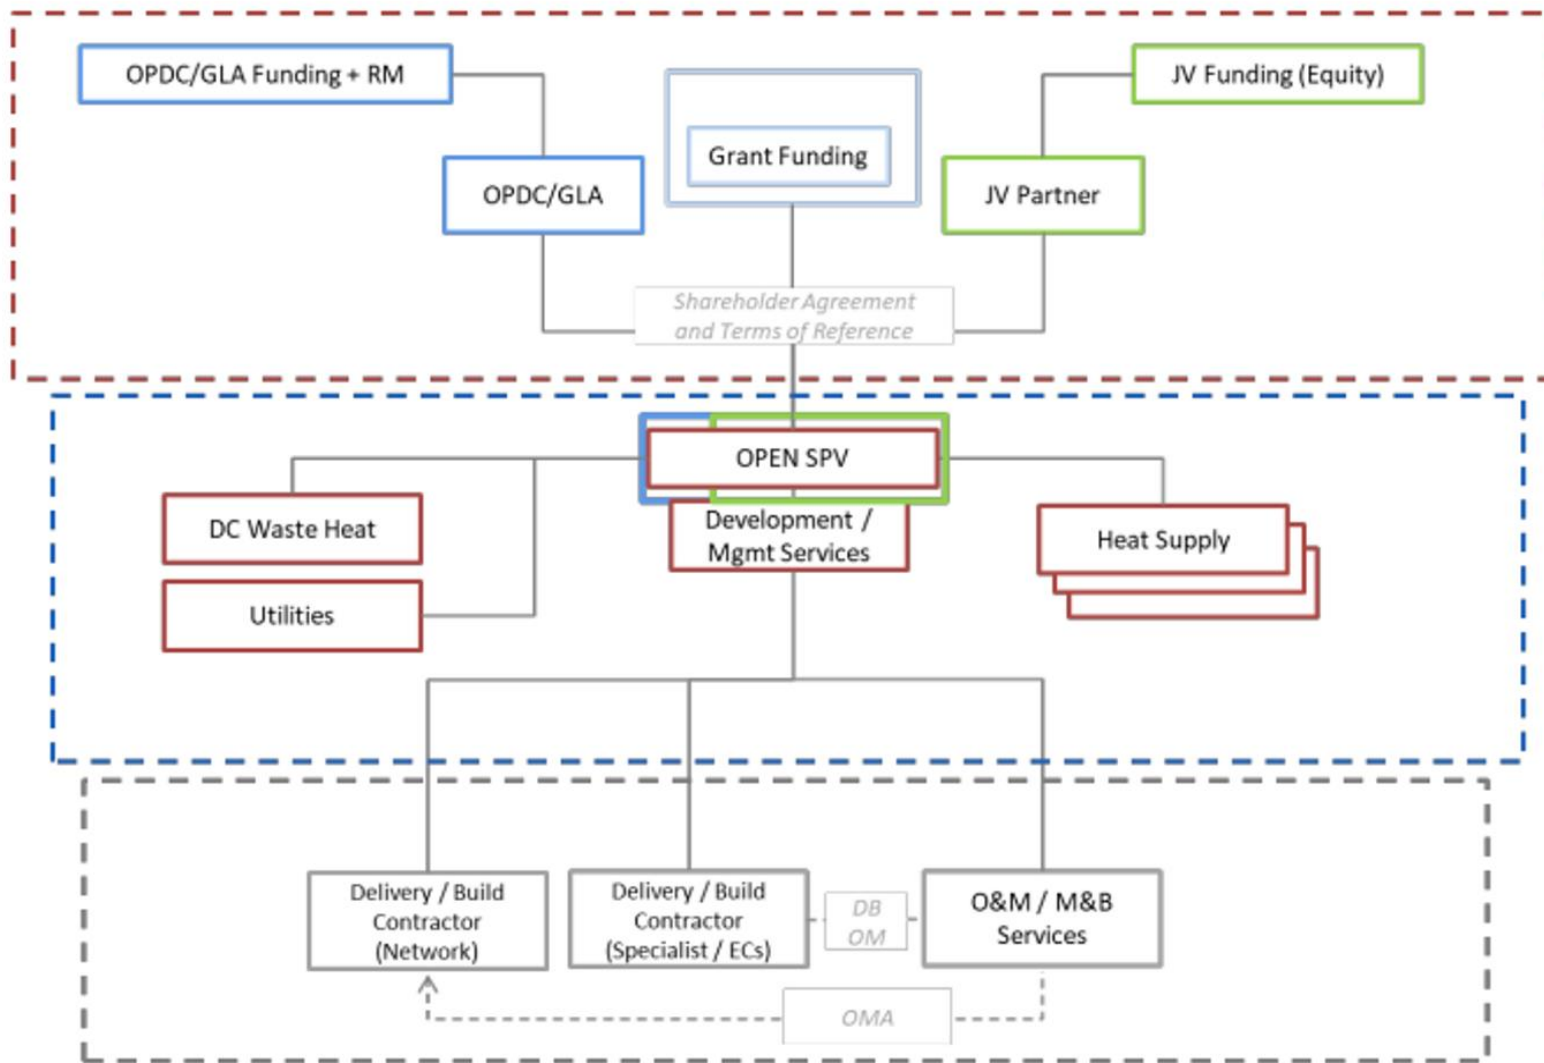 OPDC/GLA Funding + RM
JV Funding (Equity)
Grant Funding
OPDC/GLA
JV Partner
Shareholder Agreement
and Terms of Reference
OPEN SPV
DC Waste Heat
Development /
Mgmt Services
Heat Supply
Utilities
Delivery / Build
Contractor
(Network)
Delivery / Build
Contractor
(Specialist / ECs)
DB
OM
O&M / M&B
Services
OMA